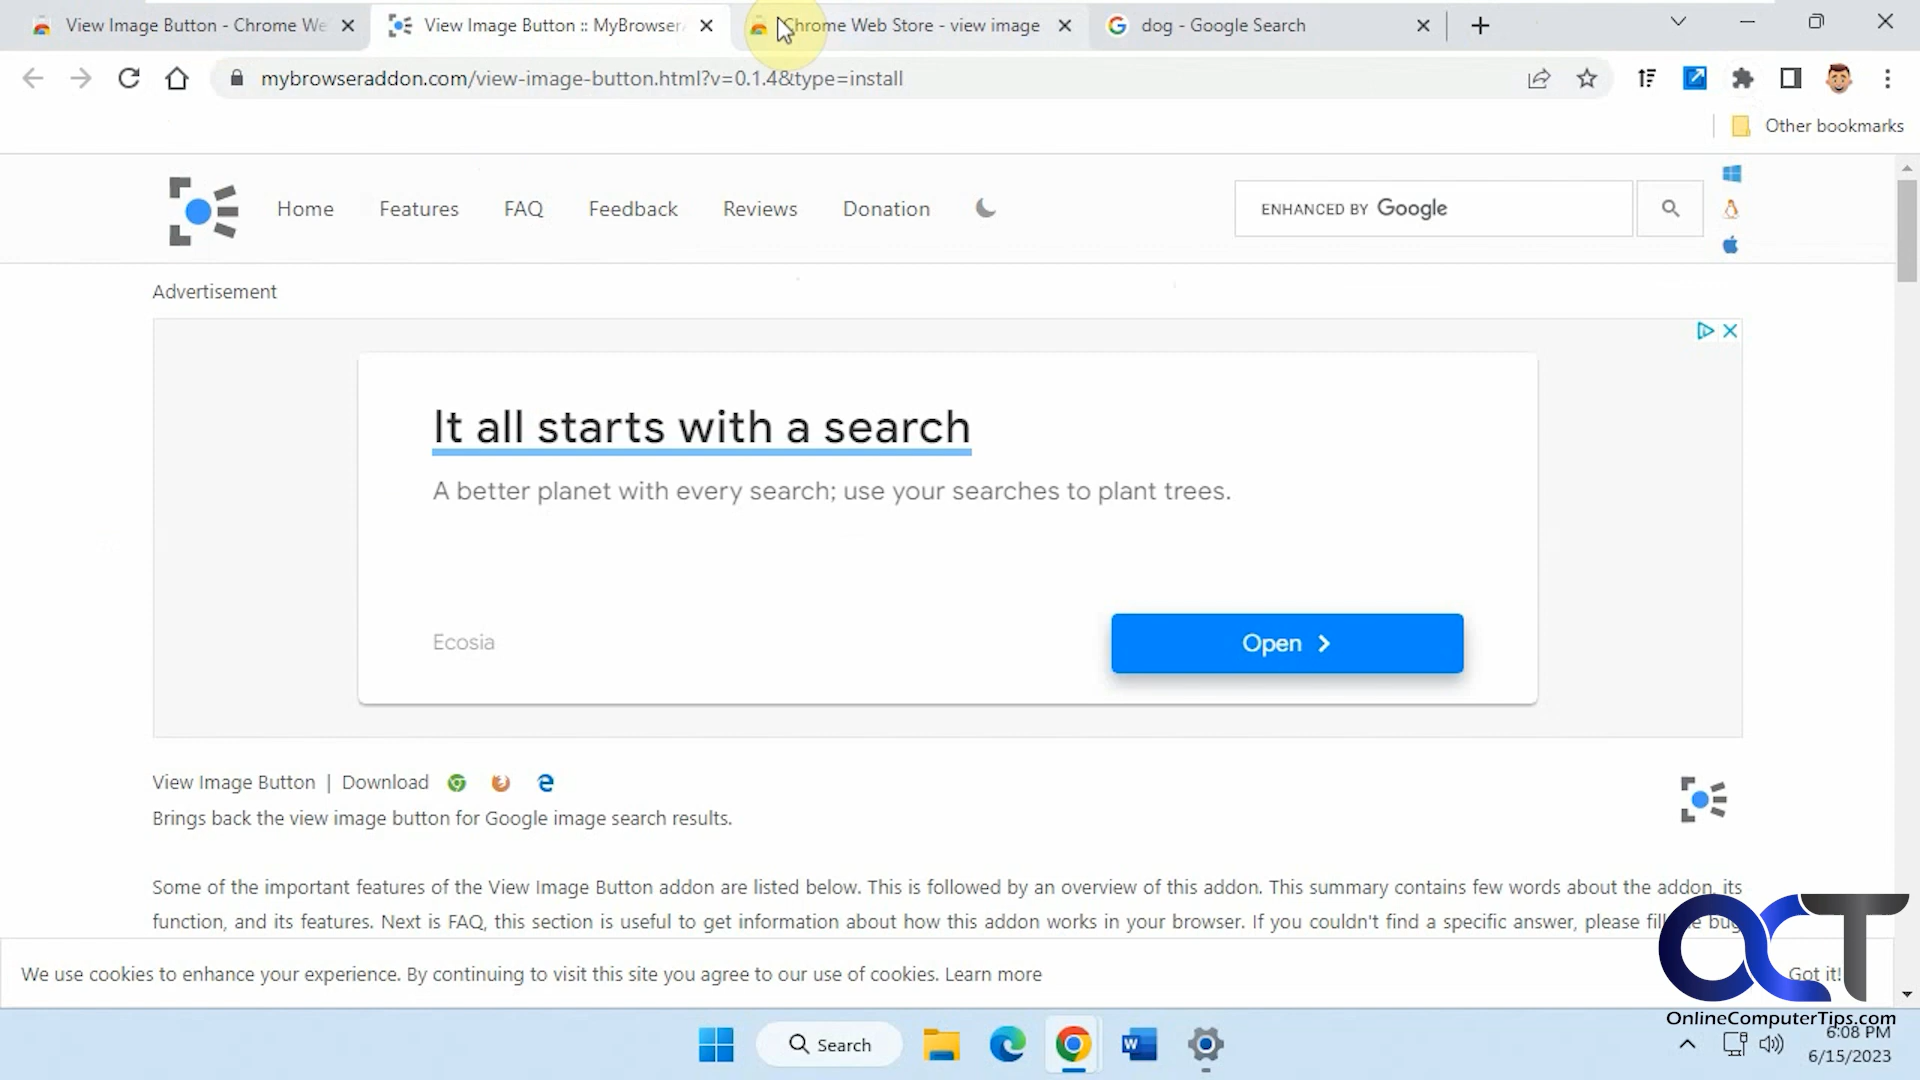 View Image Button - Chrome We
View Image Button :: MyBrowserA
Chrome Web Store - view image
dog - Google Search
mybrowseraddon.com/view-image-button.html?v=0.1.4&type=install
Other bookmarks
Home
Features
FAQ
Feedback
Reviews
Donation
ENHANCED BY Google
Advertisement
It all starts with a search
A better planet with every search; use your searches to plant trees.
Ecosia
Open
View Image Button | Download
Brings back the view image button for Google image search results.
Some of the important features of the View Image Button addon are listed below. This is followed by an overview of this addon. This summary contains few words about the addon, its
function, and its features. Next is FAQ, this section is useful to get information about how this addon works in your browser. If you couldn't find a specific answer, please fill the bug
We use cookies to enhance your experience. By continuing to visit this site you agree to our use of cookies. Learn more
Got it!
OCT
OnlineComputerTips.com
Search
6:08 PM
6/15/2023